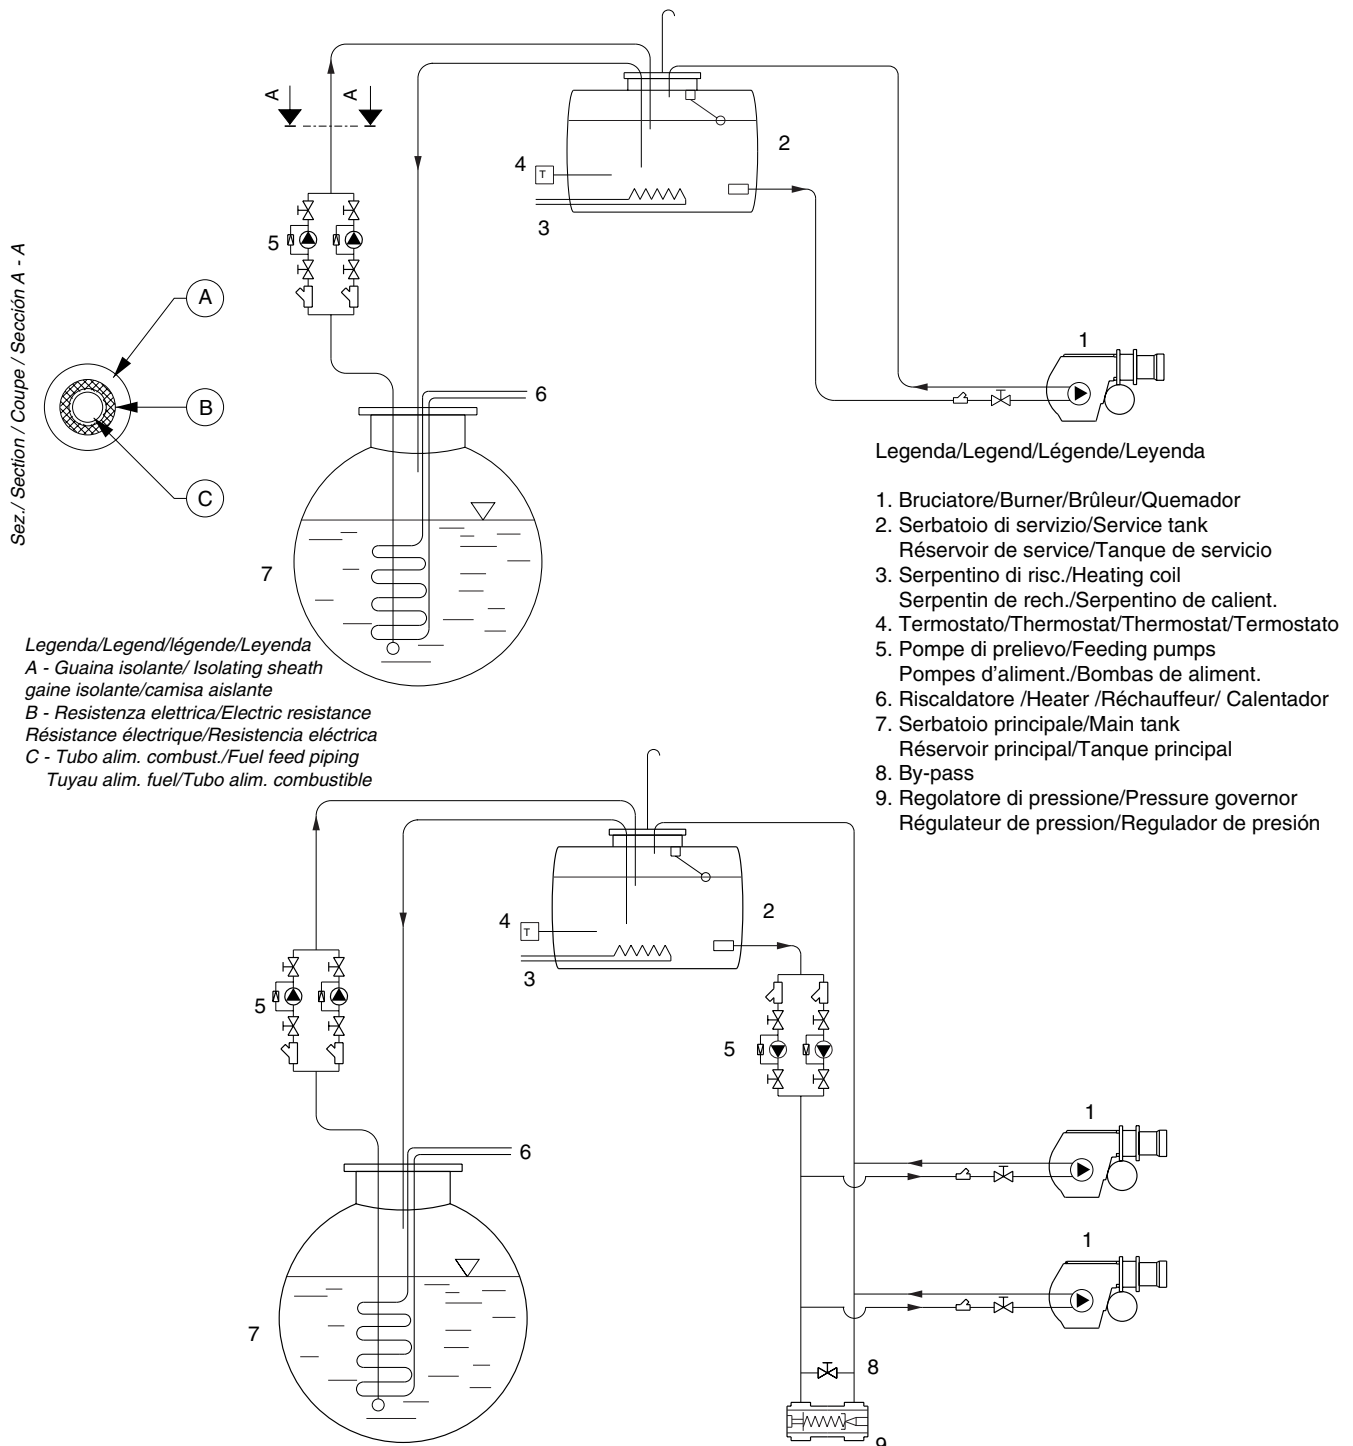 A
A
2
4
T
3
5
Sez./ Section / Coupe / Sección A - A
A
B
C
6
7
1
Legenda/Legend/Légende/Leyenda
1. Bruciatore/Burner/Brûleur/Quemador
2. Serbatoio di servizio/Service tank
Réservoir de service/Tanque de servicio
3. Serpentino di risc./Heating coil
Serpentin de rech./Serpentino de calient.
4. Termostato/Thermostat/Thermostat/Termostato
5. Pompe di prelievo/Feeding pumps
Pompes d'aliment./Bombas de aliment.
6. Riscaldatore /Heater /Réchauffeur/ Calentador
7. Serbatoio principale/Main tank
Réservoir principal/Tanque principal
8. By-pass
9. Regolatore di pressione/Pressure governor
Régulateur de pression/Regulador de presión
Legenda/Legend/légende/Leyenda
A - Guaina isolante/ Isolating sheath
gaine isolante/camisa aislante
B - Resistenza elettrica/Electric resistance
Résistance électrique/Resistencia eléctrica
C - Tubo alim. combust./Fuel feed piping
Tuyau alim. fuel/Tubo alim. combustible
2
4
T
3
5
5
6
7
1
1
8
9